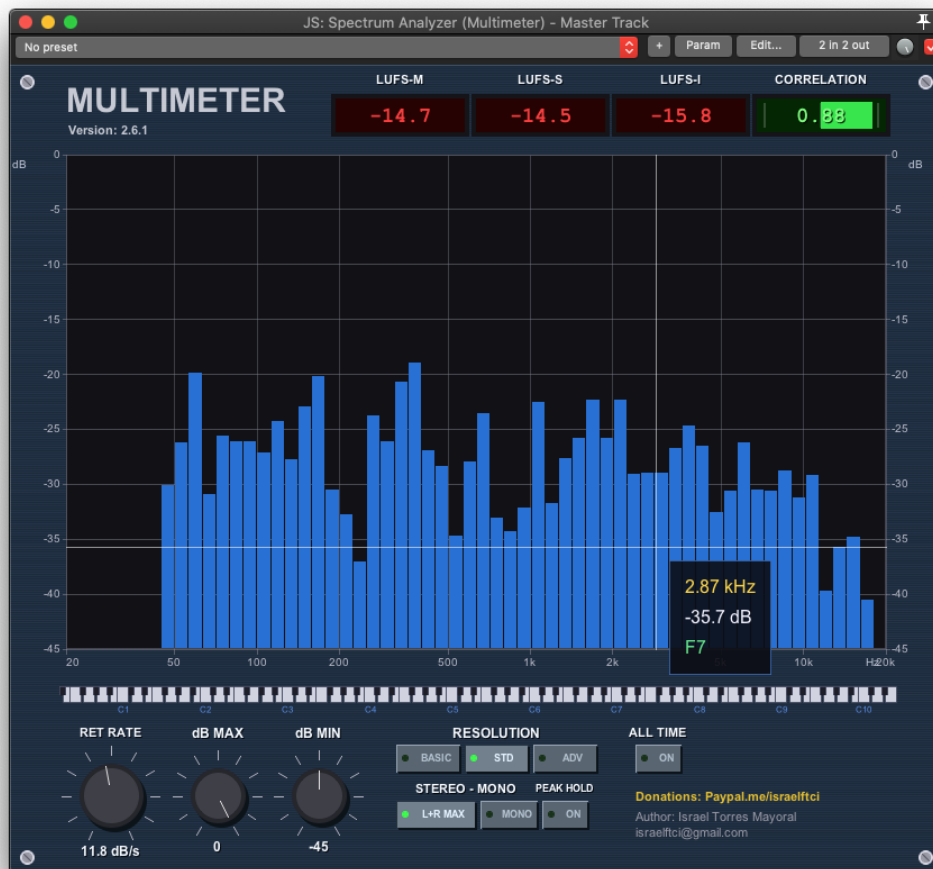 JS: Spectrum Analyzer (Multimeter) - Master Track
No preset
+
Param
Edit...
2 in 2 out
MULTIMETER
Version: 2.6.1
LUFS-M
LUFS-S
LUFS-I
CORRELATION
-14.7
-14.5
-15.8
0.88
dB
0
-5
-10
-15
-20
-25
-30
-35
-40
-45
0
dB
-5
-10
-15
-20
-25
-30
-35
-40
-45
2.87 kHz
-35.7 dB
F7
20
50
100
200
500
1k
2k
5k
10k
Hz
20k
C1
C2
C3
C4
C5
C6
C7
C8
C9
C10
RET RATE
dB MAX
dB MIN
RESOLUTION
ALL TIME
BASIC
STD
ADV
ON
STEREO - MONO
PEAK HOLD
L+R MAX
MONO
ON
11.8 dB/s
0
-45
Donations: Paypal.me/israelftci
Author: Israel Torres Mayoral
israelftci@gmail.com